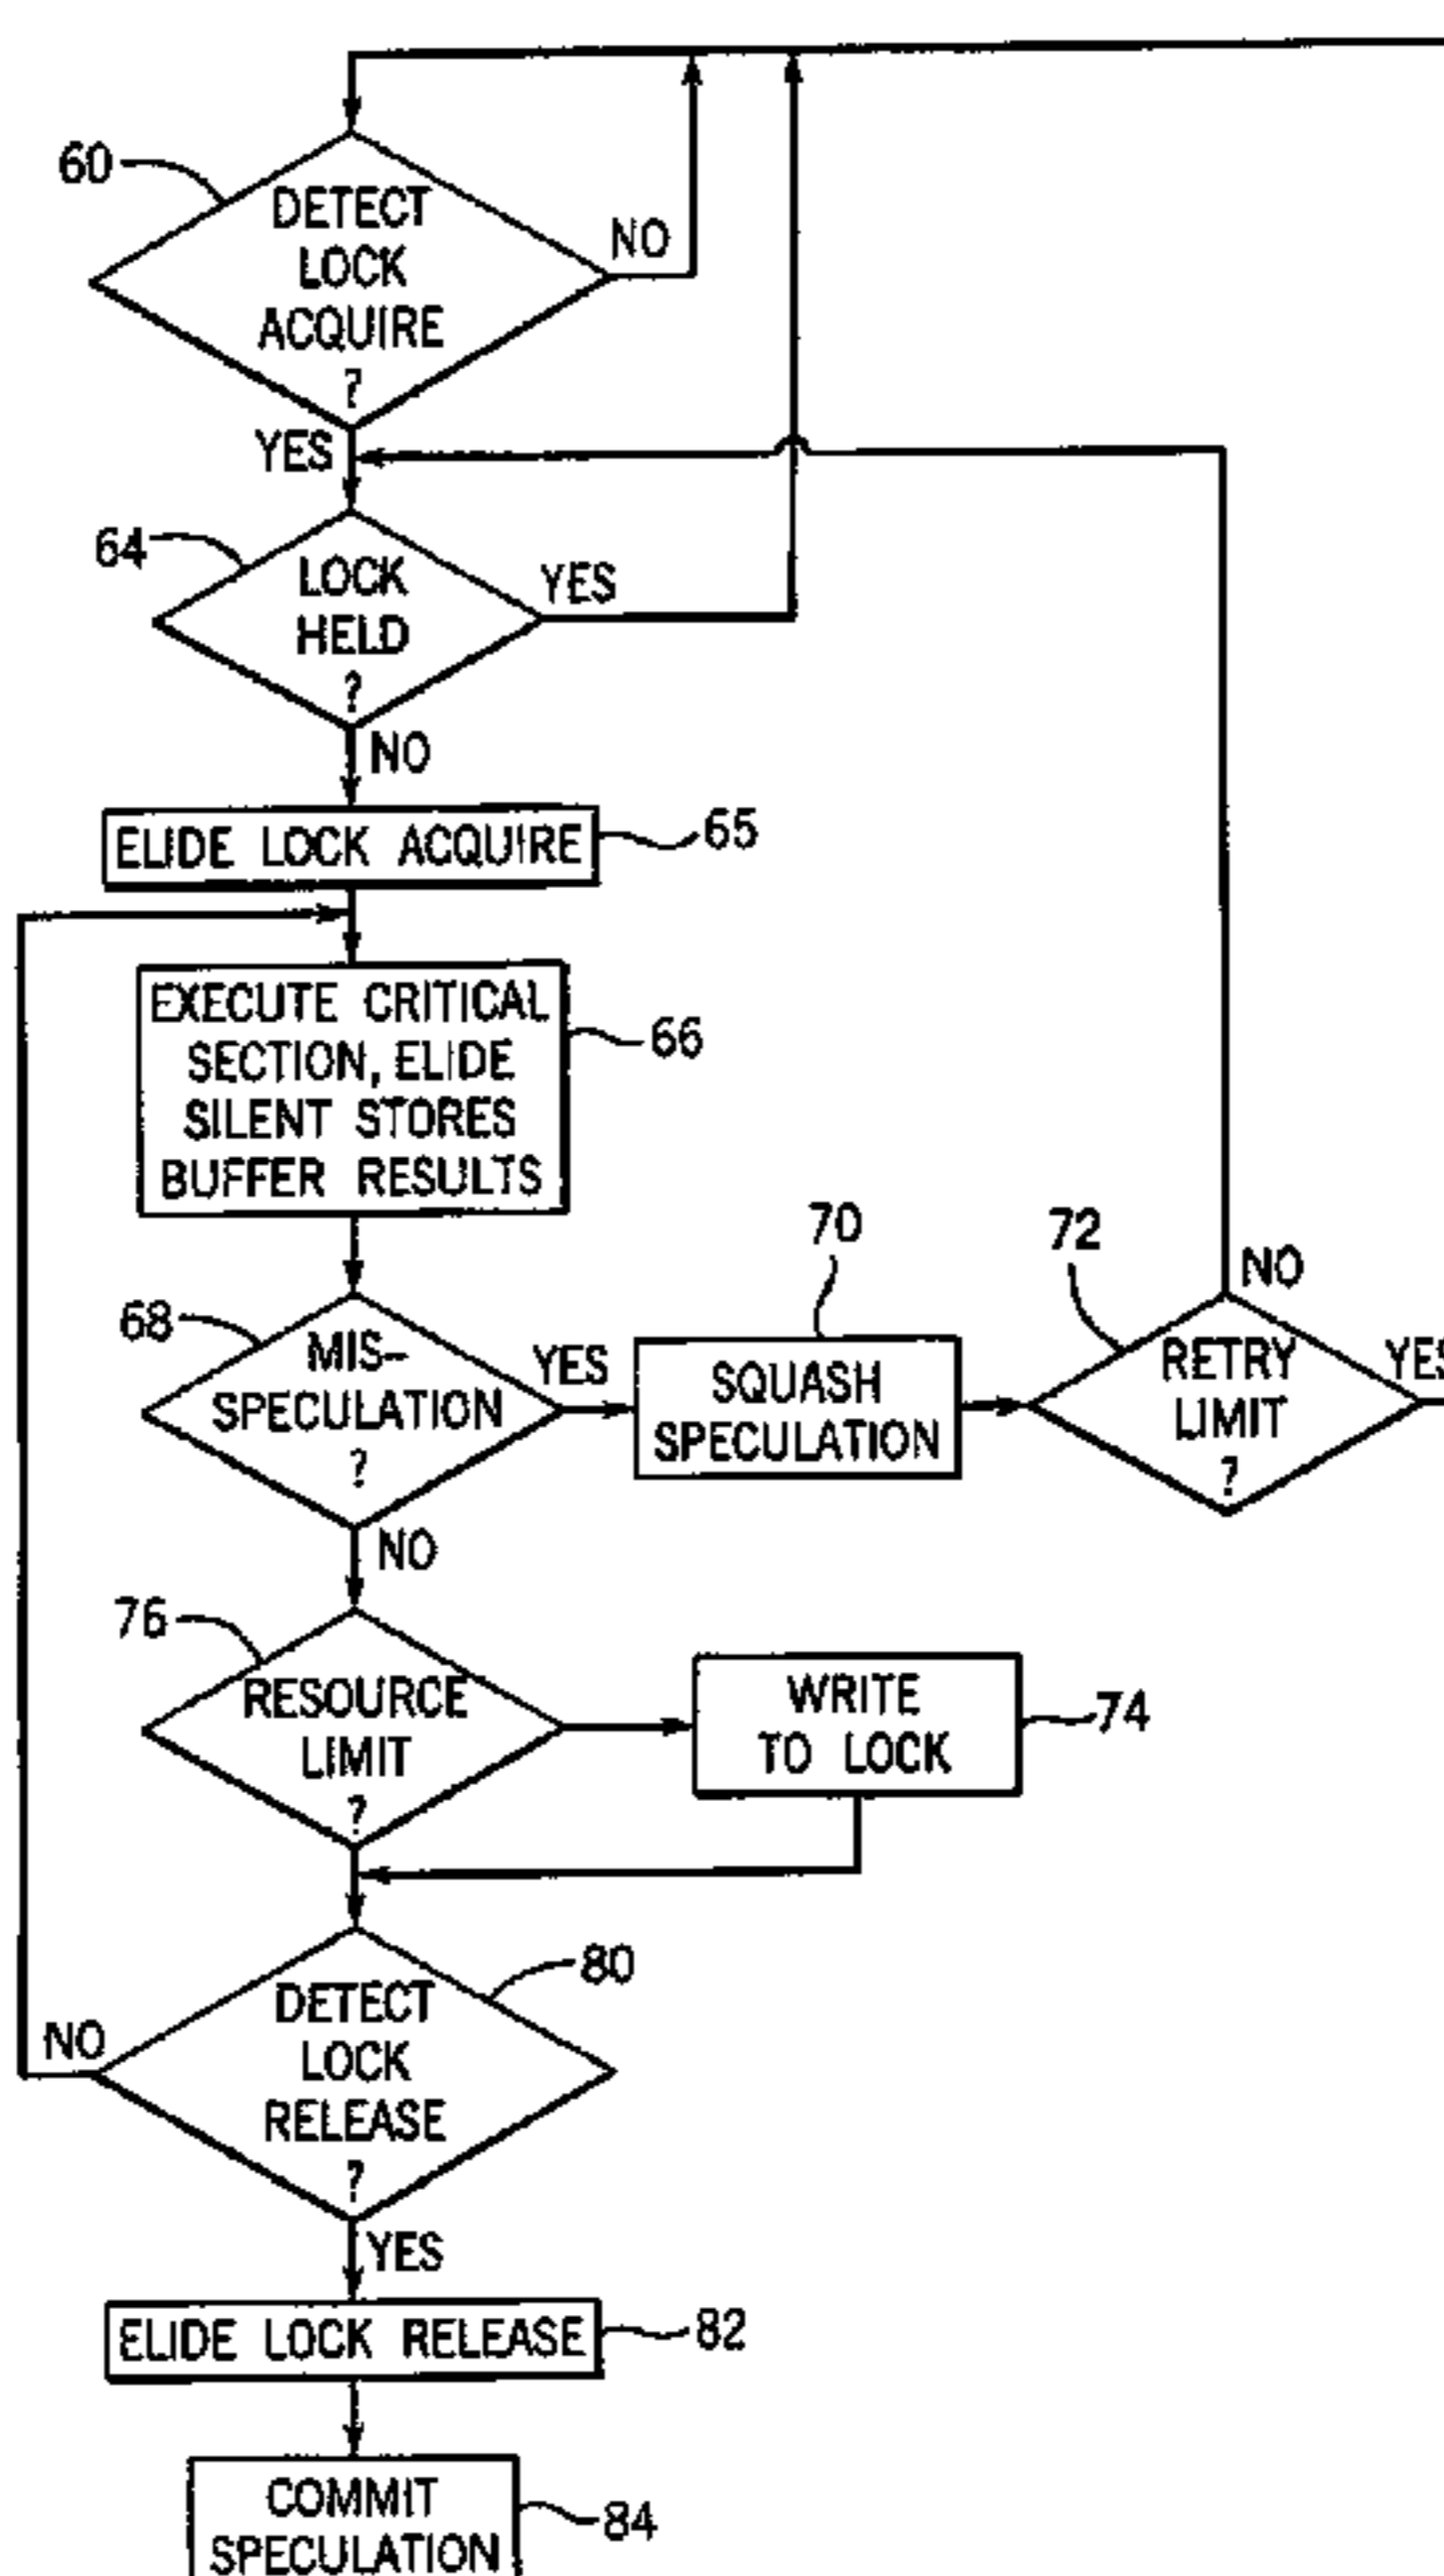 60
DETECT
LOCK
ACQUIRE
?
NO
YES
64
LOCK
HELD
?
YES
NO
ELIDE LOCK ACQUIRE
65
EXECUTE CRITICAL
SECTION, ELIDE
SILENT STORES
BUFFER RESULTS
66
68
MIS-
SPECULATION
?
YES
NO
70
SQUASH
SPECULATION
72
RETRY
LIMIT
?
NO
YES
76
RESOURCE
LIMIT
?
WRITE
TO LOCK
74
80
DETECT
LOCK
RELEASE
?
NO
YES
ELIDE LOCK RELEASE
82
COMMIT
SPECULATION
84